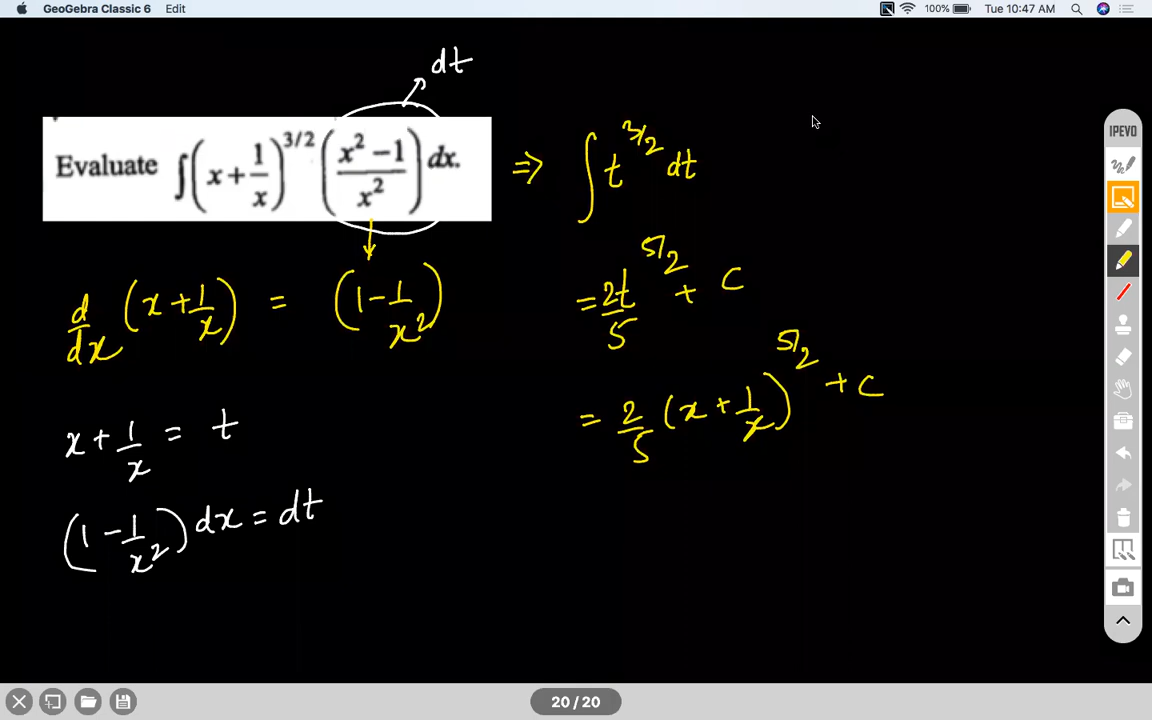 GeoGebra Classic 6 Edit 100% Tue 10:47 AM
dt
Evaluate ∫(x+1/x)^3/2 ((x²−1)/x²) dx.
⇒ ∫ t^3/2 dt
d/dx (x+1/x) = (1−1/x²)
= 2t^5/2/5 + c
x+1/x = t
= 2/5 (x+1/x)^5/2 + c
(1−1/x²) dx = dt
IPEVO
20 / 20